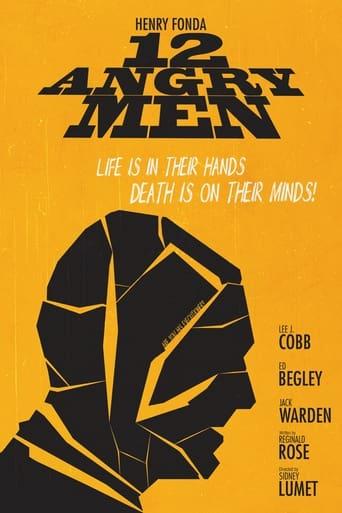 HENRY FONDA
12
ANGRY
MEN
LIFE IS IN THEIR HANDS
DEATH IS ON THEIR MINDS!
LEE J.
COBB
ED
BEGLEY
JACK
WARDEN
Written by
REGINALD
ROSE
Directed by
SIDNEY
LUMET